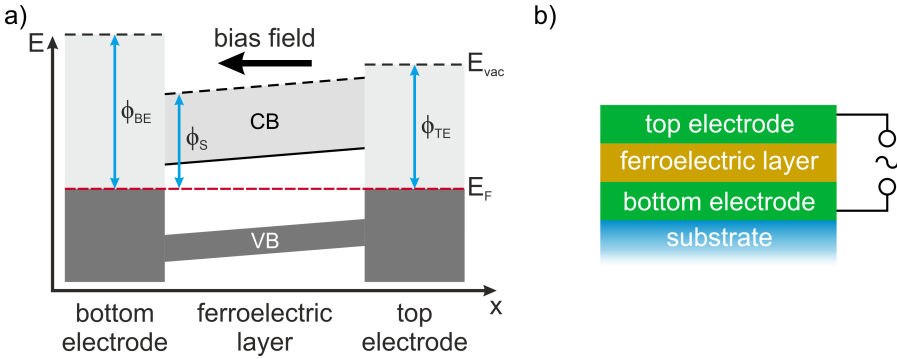 a)
E
bias field
E_vac
ϕ_BE
ϕ_S
CB
ϕ_TE
E_F
VB
x
bottom
electrode
ferroelectric
layer
top
electrode
b)
top electrode
ferroelectric layer
bottom electrode
substrate
~